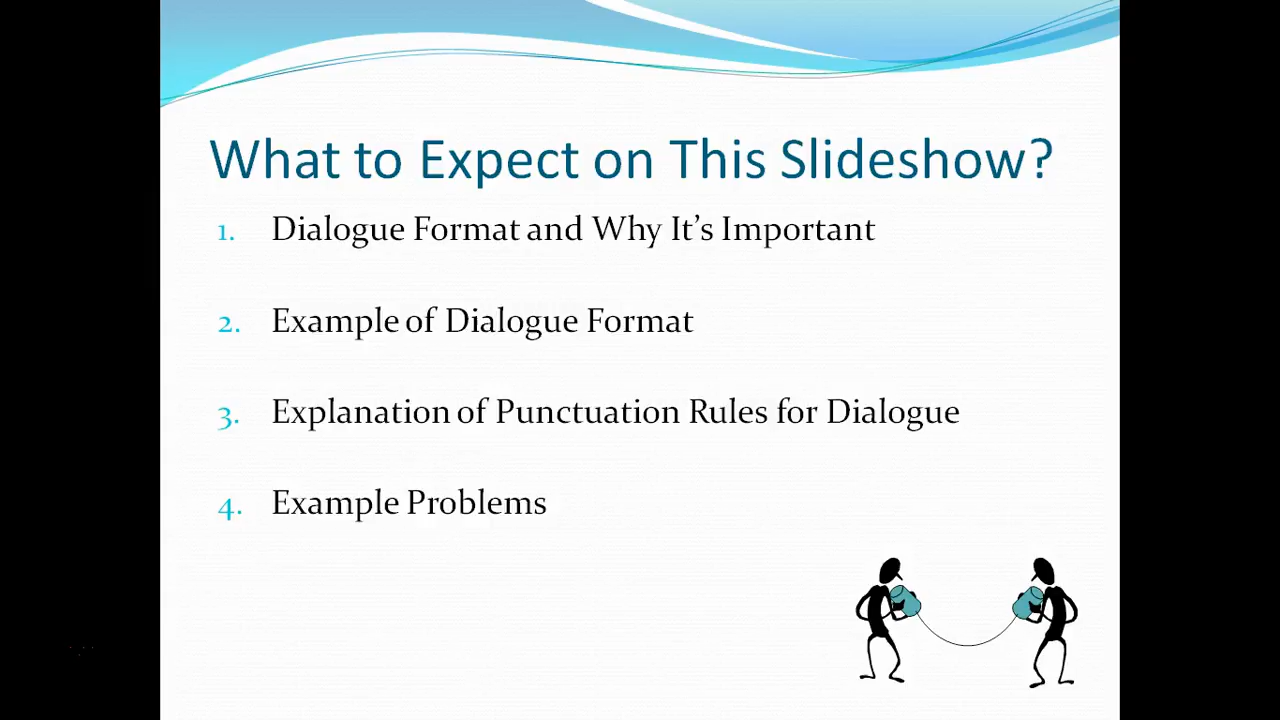 What to Expect on This Slideshow?
1. Dialogue Format and Why It’s Important
2. Example of Dialogue Format
3. Explanation of Punctuation Rules for Dialogue
4. Example Problems